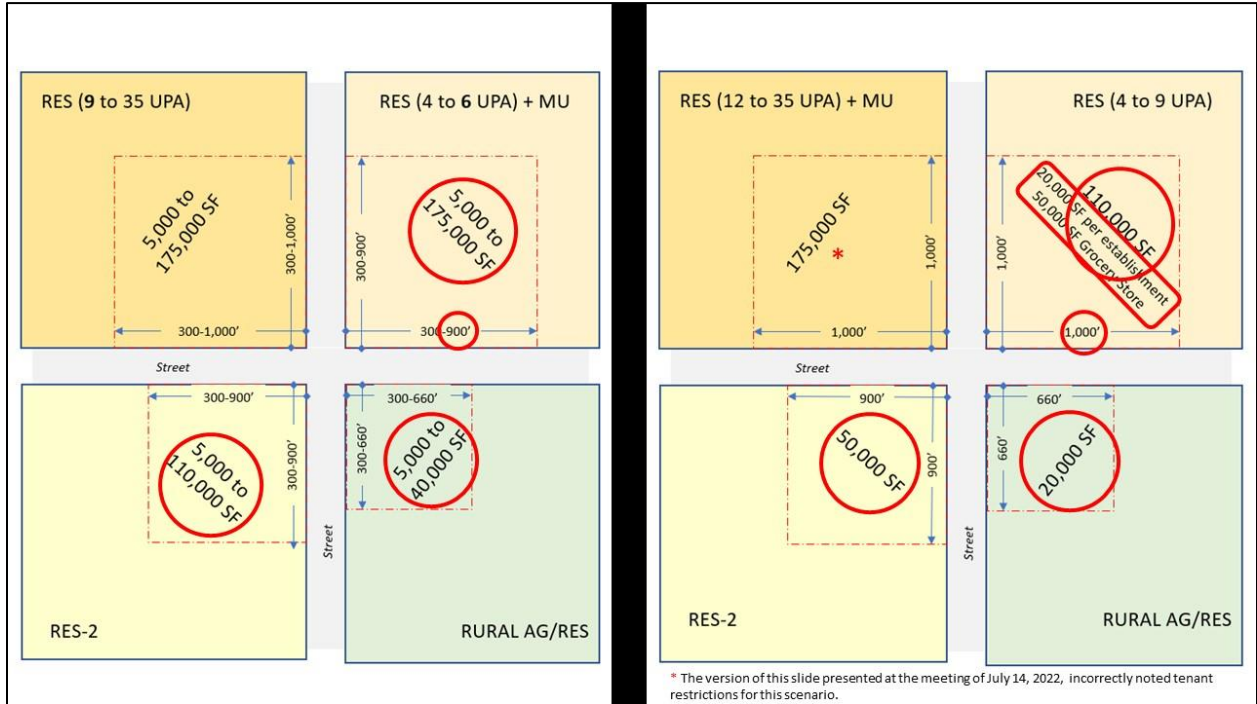 RES (9 to 35 UPA)
5,000 to
175,000 SF
300-1,000’
300-1,000’
RES (4 to 6 UPA) + MU
5,000 to
175,000 SF
300-900’
300-900’
Street
300-900’
5,000 to
110,000 SF
300-900’
RES-2
Street
300-660’
300-660’
5,000 to
40,000 SF
RURAL AG/RES
RES (12 to 35 UPA) + MU
175,000 SF
*
1,000’
1,000’
RES (4 to 9 UPA)
110,000 SF
20,000 SF per establishment
50,000 SF Grocery Store
1,000’
1,000’
Street
900’
50,000 SF
900’
RES-2
Street
660’
660’
20,000 SF
RURAL AG/RES
* The version of this slide presented at the meeting of July 14, 2022, incorrectly noted tenant
restrictions for this scenario.